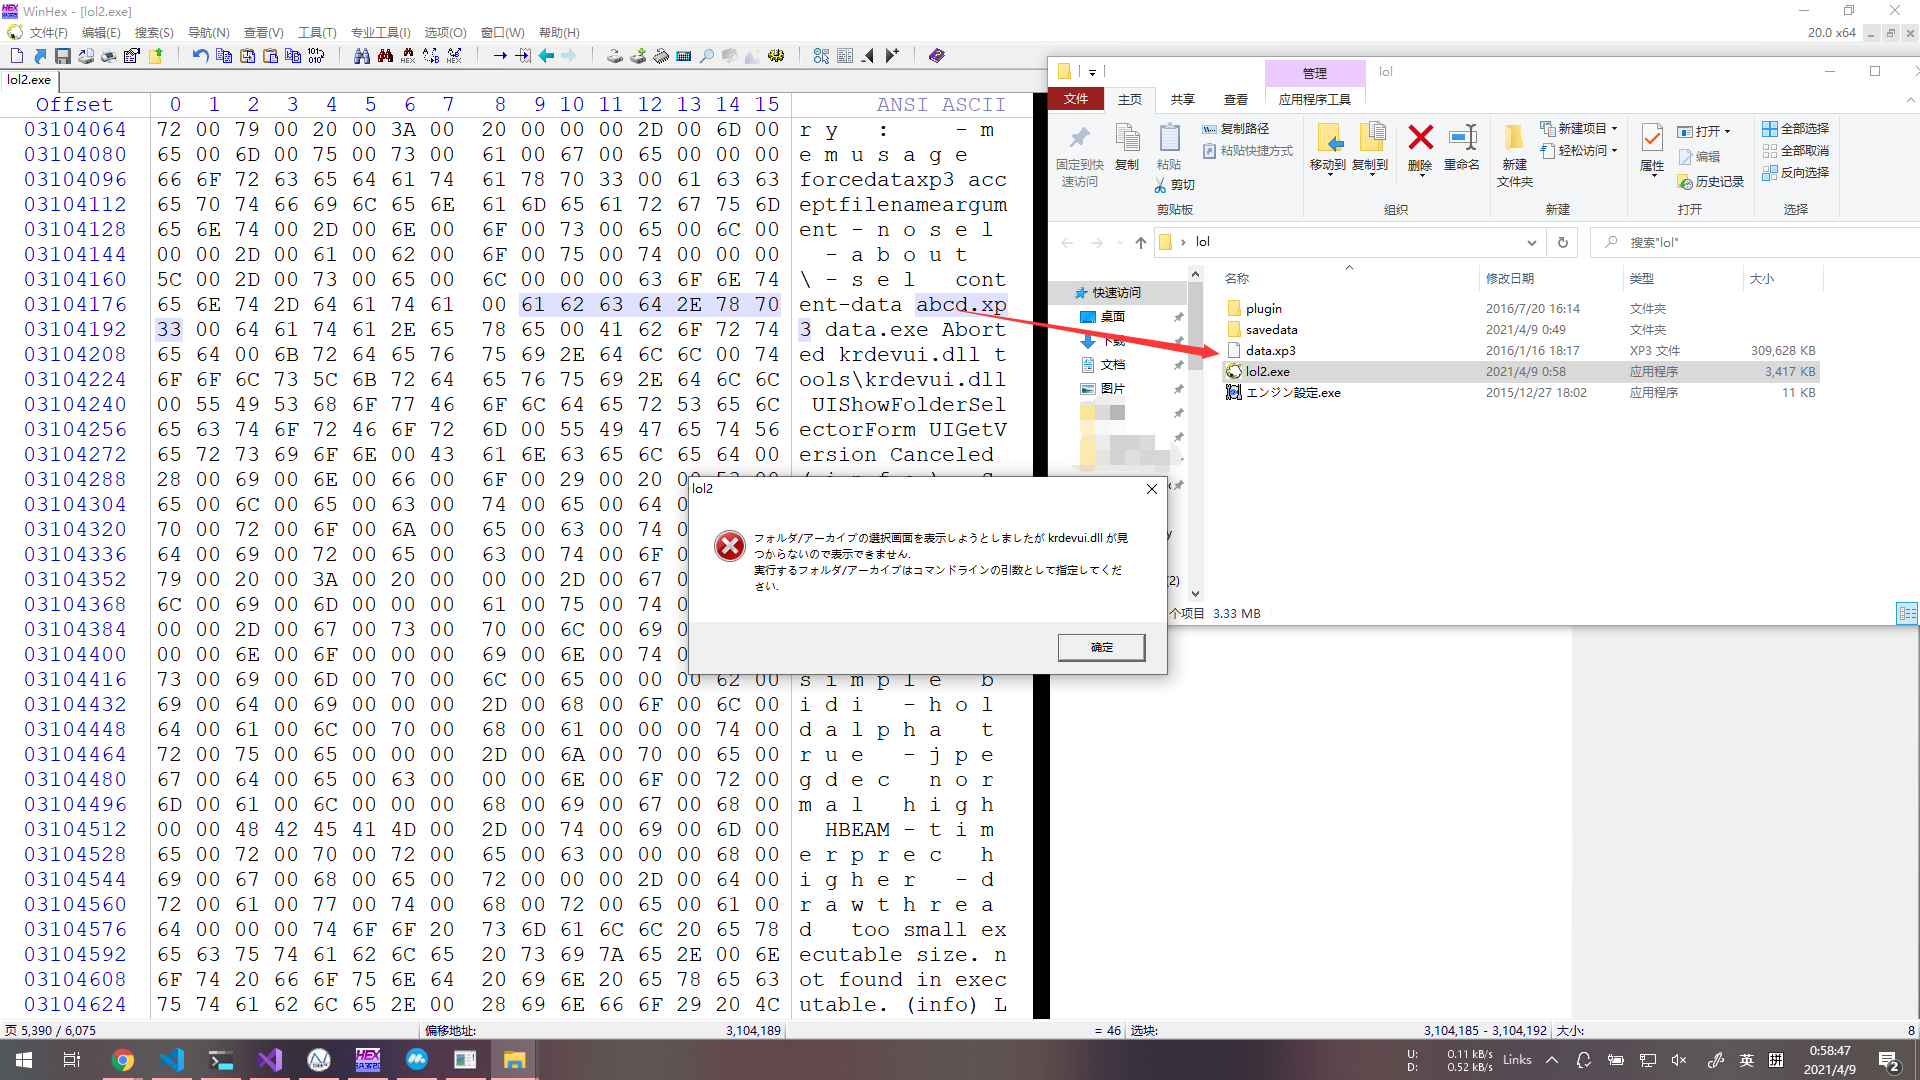 WinHex - [lol2.exe]
文件(F) 编辑(E) 搜索(S) 导航(N) 查看(V) 工具(T) 专业工具(I) 选项(O) 窗口(W) 帮助(H)
20.0 x64
lol2.exe
Offset 0 1 2 3 4 5 6 7 8 9 10 11 12 13 14 15 ANSI ASCII
03104064 72 00 79 00 20 00 3A 00 20 00 00 00 2D 00 6D 00 r y : - m
03104080 65 00 6D 00 75 00 73 00 61 00 67 00 65 00 00 00 e m u s a g e
03104096 66 6F 72 63 65 64 61 74 61 78 70 33 00 61 63 63 forcedataxp3 acc
03104112 65 70 74 66 69 6C 65 6E 61 6D 65 61 72 67 75 6D eptfilenameargum
03104128 65 6E 74 00 2D 00 6E 00 6F 00 73 00 65 00 6C 00 ent - n o s e l
03104144 00 00 2D 00 61 00 62 00 6F 00 75 00 74 00 00 00 - a b o u t
03104160 5C 00 2D 00 73 00 65 00 6C 00 00 00 63 6F 6E 74 \ - s e l cont
03104176 65 6E 74 2D 64 61 74 61 00 61 62 63 64 2E 78 70 ent-data abcd.xp
03104192 33 00 64 61 74 61 2E 65 78 65 00 41 62 6F 72 74 3 data.exe Abort
03104208 65 64 00 6B 72 64 65 76 75 69 2E 64 6C 6C 00 74 ed krdevui.dll t
03104224 6F 6F 6C 73 5C 6B 72 64 65 76 75 69 2E 64 6C 6C ools\krdevui.dll
03104240 00 55 49 53 68 6F 77 46 6F 6C 64 65 72 53 65 6C UIShowFolderSel
03104256 65 63 74 6F 72 46 6F 72 6D 00 55 49 47 65 74 56 ectorForm UIGetV
03104272 65 72 73 69 6F 6E 00 43 61 6E 63 65 6C 65 64 00 ersion Canceled
03104288 28 00 69 00 6E 00 66 00 6F 00 29 00 20 00
03104304 65 00 6C 00 65 00 63 00 74 00 65 00 64 0
03104320 70 00 72 00 6F 00 6A 00 65 00 63 00 74 0
03104336 64 00 69 00 72 00 65 00 63 00 74 00 6F 0
03104352 79 00 20 00 3A 00 20 00 00 00 2D 00 67 0
03104368 6C 00 69 00 6D 00 00 00 61 00 75 00 74 0
03104384 00 00 2D 00 67 00 73 00 70 00 6C 00 69 0
03104400 00 00 6E 00 6F 00 00 00 69 00 6E 00 74 0
03104416 73 00 69 00 6D 00 70 00 6C 00 65 00 00 00 62 00 s i m p l e b
03104432 69 00 64 00 69 00 00 00 2D 00 68 00 6F 00 6C 00 i d i - h o l
03104448 64 00 61 00 6C 00 70 00 68 00 61 00 00 00 74 00 d a l p h a t
03104464 72 00 75 00 65 00 00 00 2D 00 6A 00 70 00 65 00 r u e - j p e
03104480 67 00 64 00 65 00 63 00 00 00 6E 00 6F 00 72 00 g d e c n o r
03104496 6D 00 61 00 6C 00 00 00 68 00 69 00 67 00 68 00 m a l h i g h
03104512 00 00 48 42 45 41 4D 00 2D 00 74 00 69 00 6D 00 HBEAM - t i m
03104528 65 00 72 00 70 00 72 00 65 00 63 00 00 00 68 00 e r p r e c h
03104544 69 00 67 00 68 00 65 00 72 00 00 00 2D 00 64 00 i g h e r - d
03104560 72 00 61 00 77 00 74 00 68 00 72 00 65 00 61 00 r a w t h r e a
03104576 64 00 00 00 74 6F 6F 20 73 6D 61 6C 6C 20 65 78 d too small ex
03104592 65 63 75 74 61 62 6C 65 20 73 69 7A 65 2E 00 6E ecutable size. n
03104608 6F 74 20 66 6F 75 6E 64 20 69 6E 20 65 78 65 63 ot found in exec
03104624 75 74 61 62 6C 65 2E 00 28 69 6E 66 6F 29 20 4C utable. (info) L
页 5,390 / 6,075 偏移地址: 3,104,189 = 46 选块: 3,104,185 - 3,104,192 大小: 8
管理 lol
文件 主页 共享 查看 应用程序工具
固定到快速访问 复制 粘贴 复制路径 粘贴快捷方式 剪切
移动到 复制到 删除 重命名 新建文件夹 新建项目 轻松访问
属性 打开 编辑 历史记录 全部选择 全部取消 反向选择
剪贴板 组织 新建 打开 选择
lol
搜索"lol"
名称 修改日期 类型 大小
快速访问
桌面
下载
文档
图片
plugin 2016/7/20 16:14 文件夹
savedata 2021/4/9 0:49 文件夹
data.xp3 2016/1/16 18:17 XP3 文件 309,628 KB
lol2.exe 2021/4/9 0:58 应用程序 3,417 KB
エンジン設定.exe 2015/12/27 18:02 应用程序 11 KB
(2)
个项目 3.33 MB
lol2
フォルダ/アーカイブの選択画面を表示しようとしましたが krdevui.dll が見
つからないので表示できません.
実行するフォルダ/アーカイブはコマンドラインの引数として指定してくだ
さい.
确定
U: 0.11 kB/s
D: 0.52 kB/s
Links
英
拼
0:58:47
2021/4/9
2